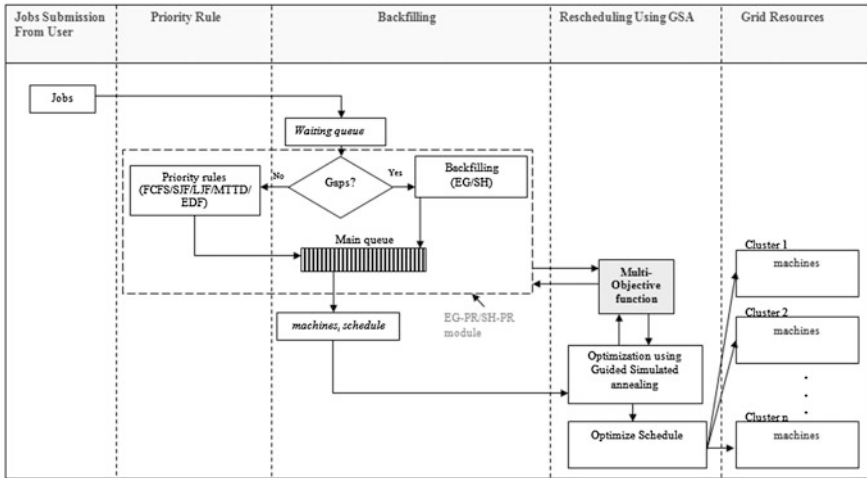 Jobs Submission
From User
Priority Rule
Backfilling
Rescheduling Using GSA
Grid Resources
Jobs
Waiting queue
Priority rules
(FCFS/SJF/LJF/MTTD/
EDF)
No
Gaps?
Yes
Backfilling
(EG/SH)
Main queue
EG-PR/SH-PR
module
machines, schedule
Multi-
Objective
function
Optimization using
Guided Simulated
annealing
Optimize Schedule
Cluster 1
machines
Cluster 2
machines
Cluster n
machines